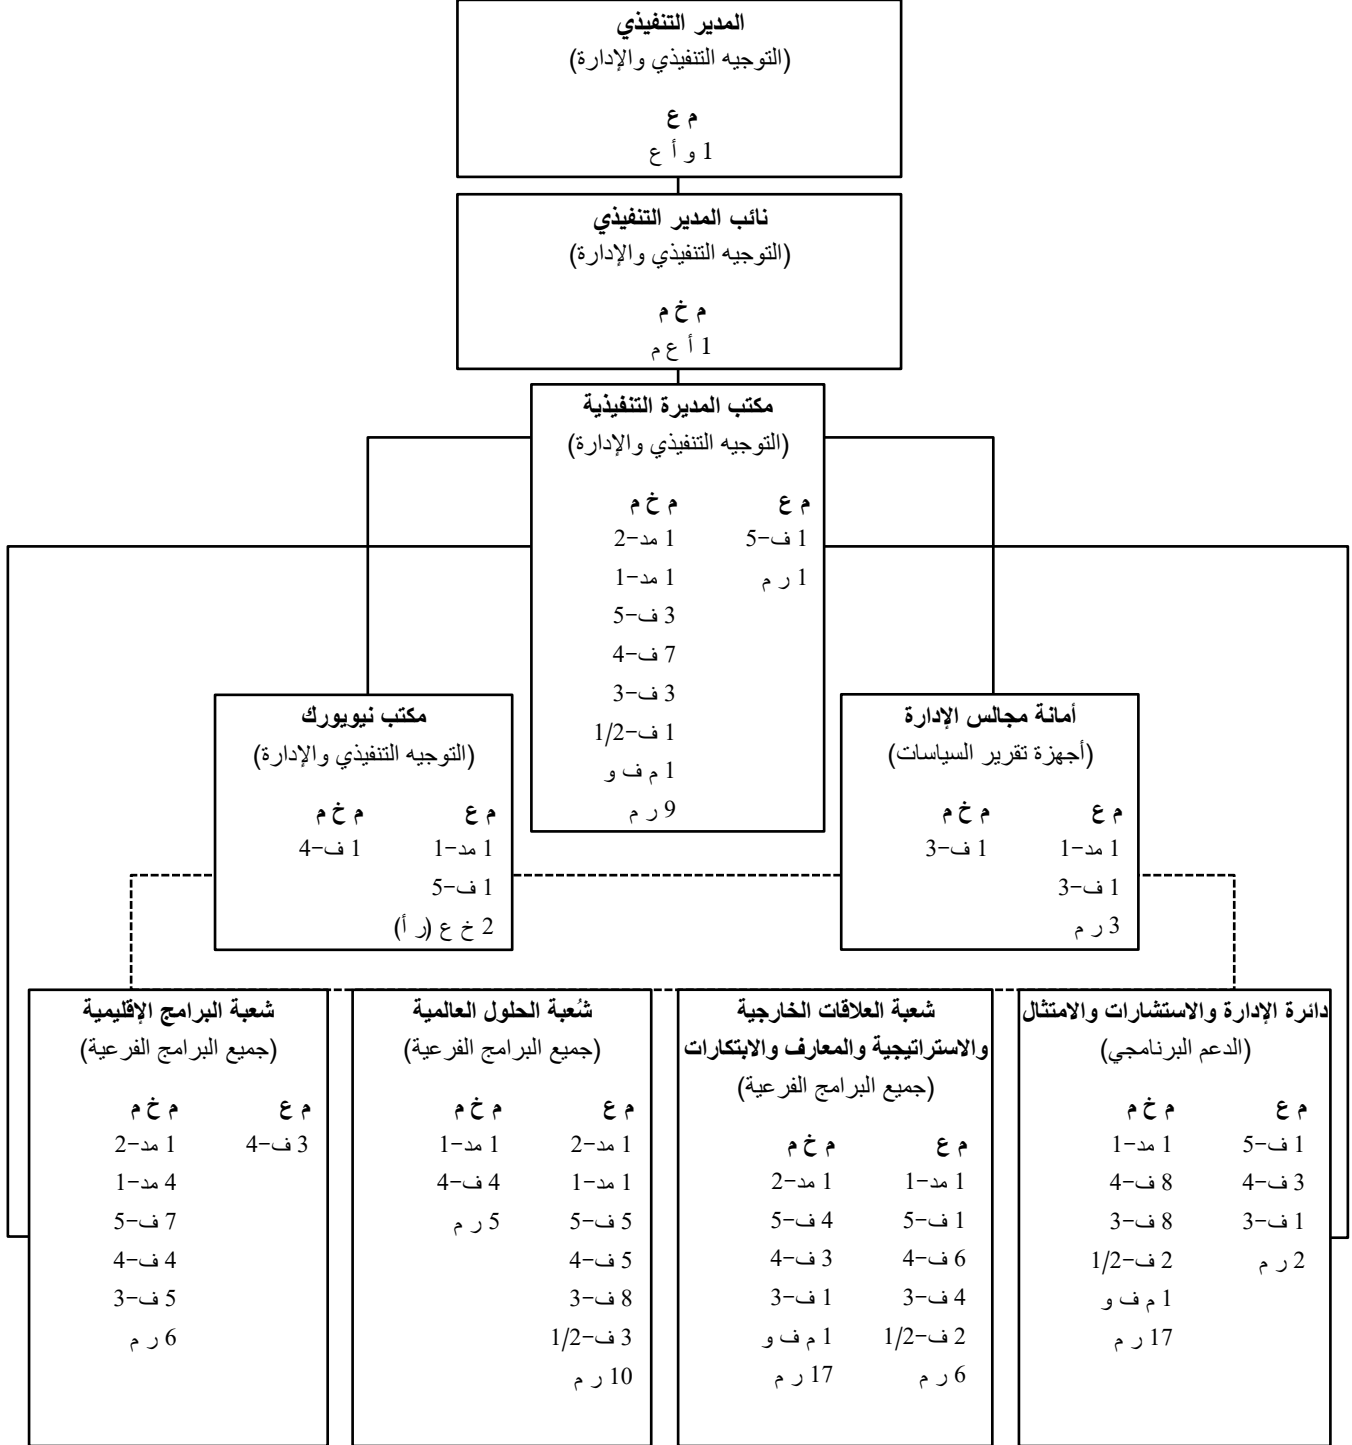 المدير التنفيذي
(التوجيه التنفيذي والإدارة)
م ع
1 و أ ع
نائب المدير التنفيذي
(التوجيه التنفيذي والإدارة)
م خ م
1 أ ع م
مكتب المديرة التنفيذية
(التوجيه التنفيذي والإدارة)
م ع م خ م
1 ف-5 1 مد-2
1 ر م 1 مد-1
3 ف-5
7 ف-4
3 ف-3
1 ف-1/2
1 م ف و
9 ر م
أمانة مجالس الإدارة
(أجهزة تقرير السياسات)
م ع م خ م
1 مد-1 1 ف-3
1 ف-3
3 ر م
مكتب نيويورك
(التوجيه التنفيذي والإدارة)
م ع م خ م
1 مد-1 1 ف-4
1 ف-5
2 خ ع (ر أ)
دائرة الإدارة والاستشارات والامتثال
(الدعم البرنامجي)
م ع م خ م
1 ف-5 1 مد-1
3 ف-4 8 ف-4
1 ف-3 8 ف-3
2 ر م 2 ف-1/2
1 م ف و
17 ر م
شعبة العلاقات الخارجية
والاستراتيجية والمعارف والابتكارات
(جميع البرامج الفرعية)
م ع م خ م
1 مد-1 1 مد-2
1 ف-5 4 ف-5
6 ف-4 3 ف-4
4 ف-3 1 ف-3
2 ف-1/2 1 م ف و
6 ر م 17 ر م
شُعبة الحلول العالمية
(جميع البرامج الفرعية)
م ع م خ م
1 مد-2 1 مد-1
1 مد-1 4 ف-4
5 ف-5 5 ر م
5 ف-4
8 ف-3
3 ف-1/2
10 ر م
شعبة البرامج الإقليمية
(جميع البرامج الفرعية)
م ع م خ م
3 ف-4 1 مد-2
4 مد-1
7 ف-5
4 ف-4
5 ف-3
6 ر م